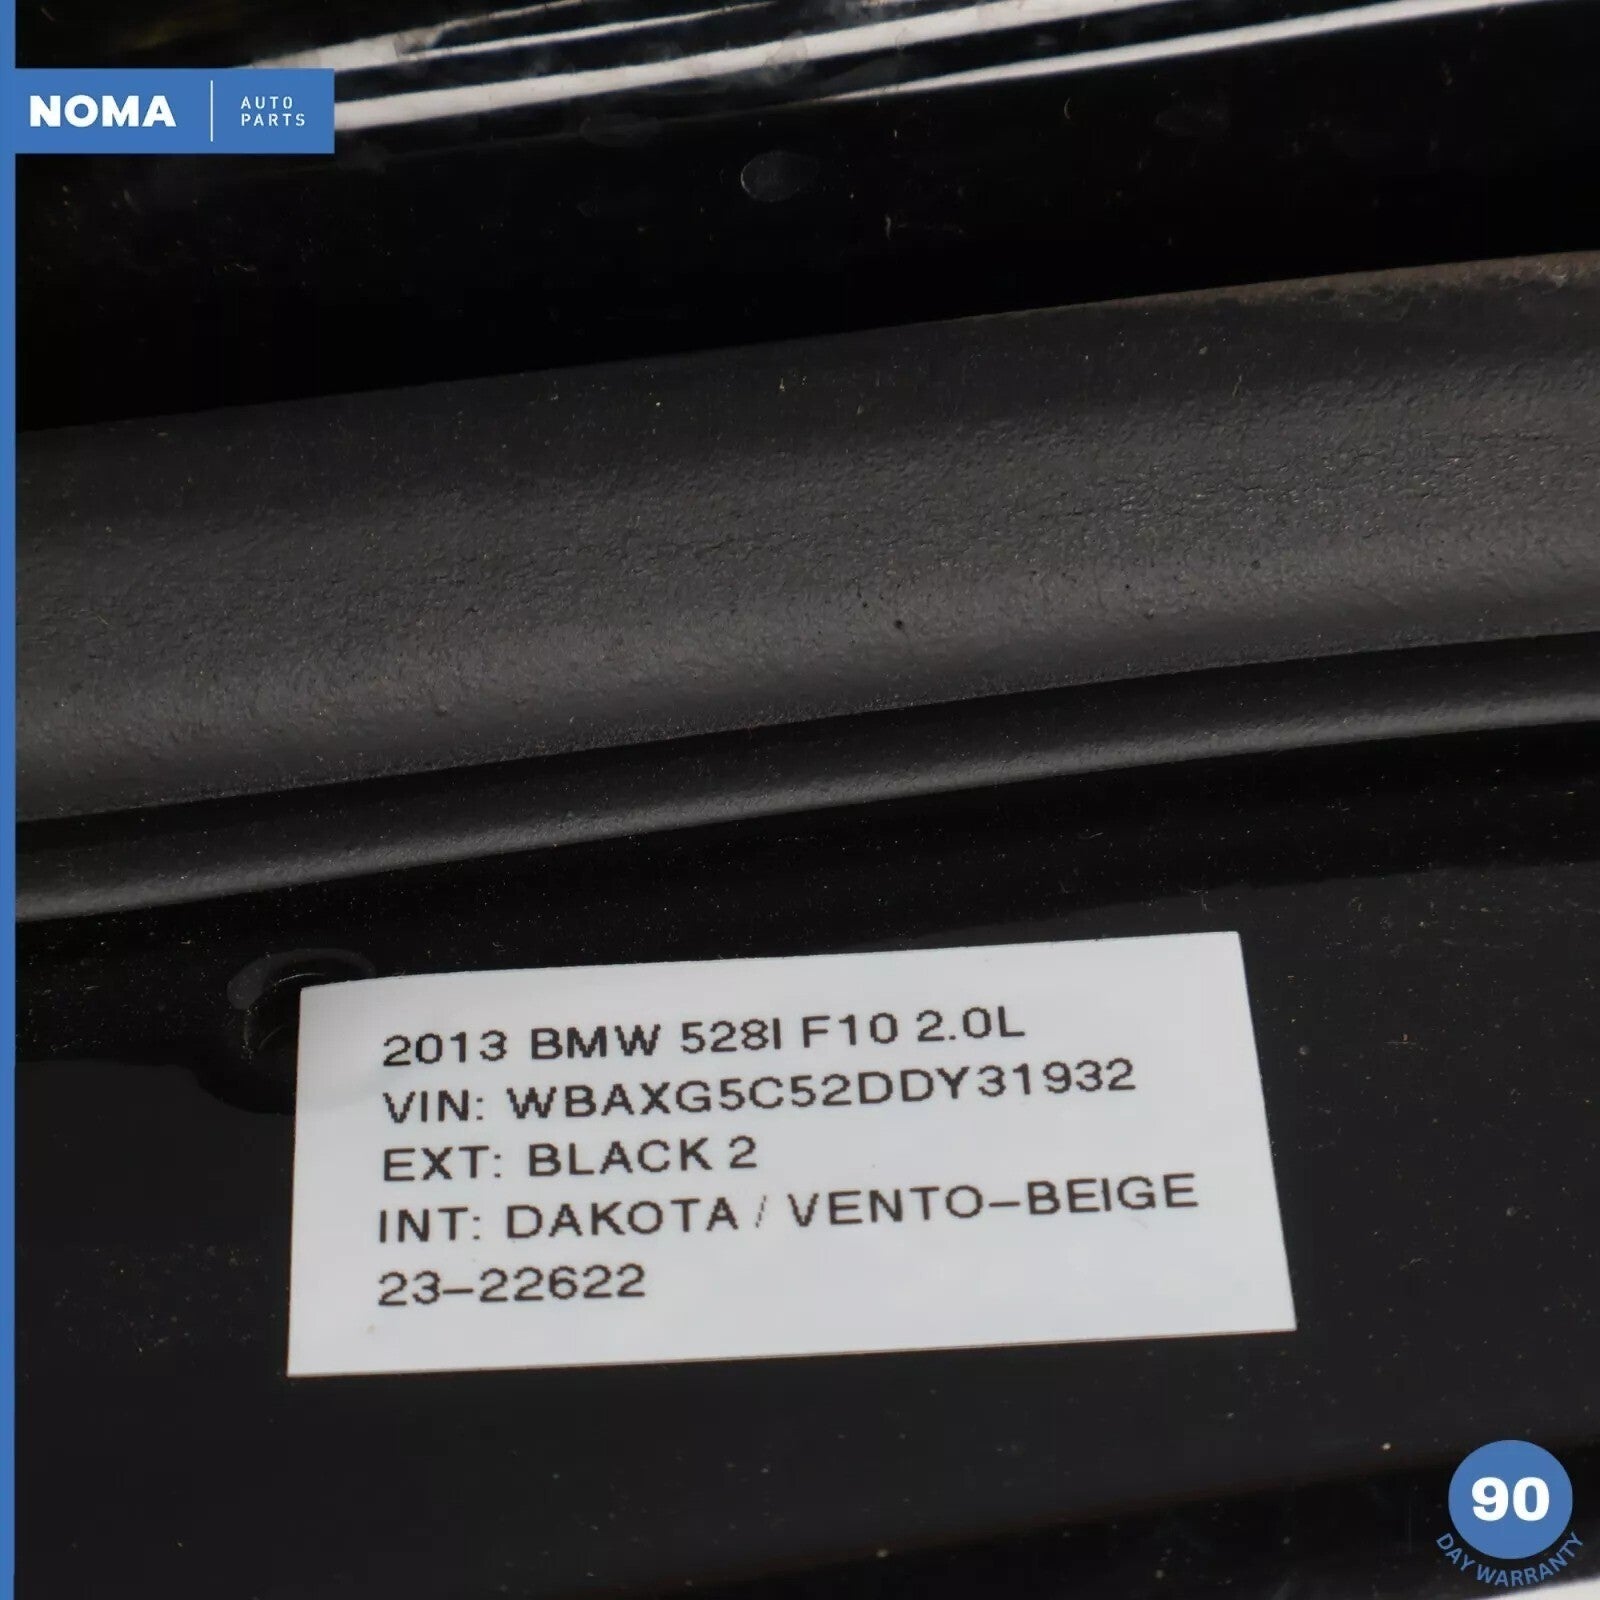 NOMA
AUTO
PARTS
2013 BMW 528I F10 2.0L
VIN: WBAXG5C52DDY31932
EXT: BLACK 2
INT: DAKOTA / VENTO-BEIGE
23-22622
90
DAY WARRANTY